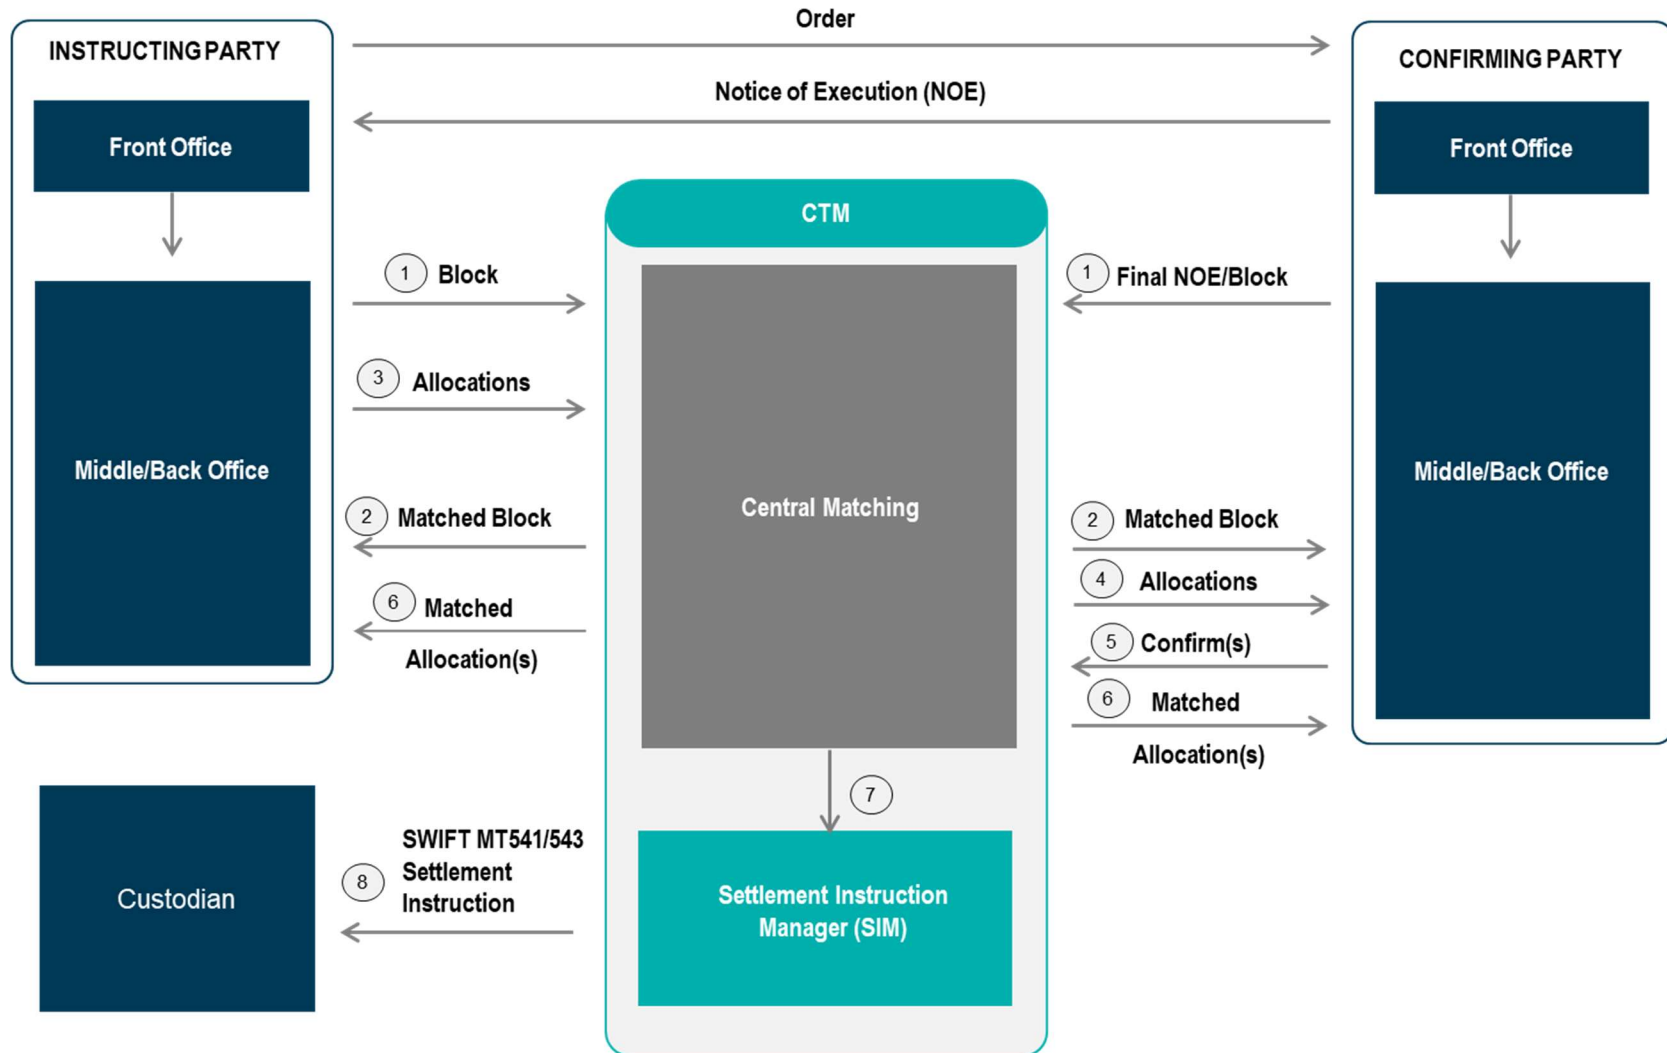 Order
INSTRUCTING PARTY
CONFIRMING PARTY
Notice of Execution (NOE)
Front Office
Front Office
CTM
1 Block
1 Final NOE/Block
3 Allocations
Middle/Back Office
Middle/Back Office
Central Matching
2 Matched Block
2 Matched Block
4 Allocations
6 Matched
Allocation(s)
5 Confirm(s)
6 Matched
Allocation(s)
7
SWIFT MT541/543
8 Settlement
Instruction
Custodian
Settlement Instruction
Manager (SIM)